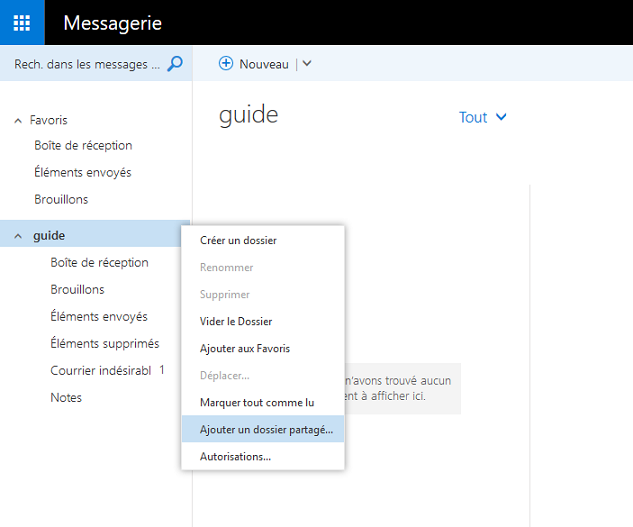 Messagerie
Rech. dans les messages ...
Nouveau
guide
Tout
Favoris
Boîte de réception
Éléments envoyés
Brouillons
guide
Boîte de réception
Brouillons
Éléments envoyés
Éléments supprimés
Courrier indésirabl 1
Notes
Créer un dossier
Renommer
Supprimer
Vider le Dossier
Ajouter aux Favoris
Déplacer...
Marquer tout comme lu
Ajouter un dossier partagé...
Autorisations...
n'avons trouvé aucun
à afficher ici.